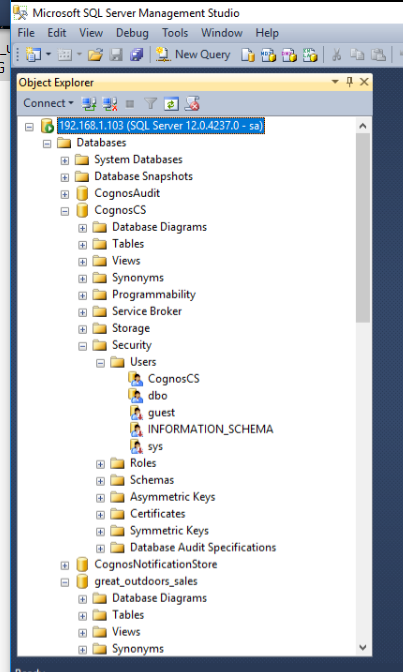 Microsoft SQL Server Management Studio
File Edit View Debug Tools Window Help
New Query
Object Explorer
Connect
192.168.1.103 (SQL Server 12.0.4237.0 - sa)
Databases
System Databases
Database Snapshots
CognosAudit
CognosCS
Database Diagrams
Tables
Views
Synonyms
Programmability
Service Broker
Storage
Security
Users
CognosCS
dbo
guest
INFORMATION_SCHEMA
sys
Roles
Schemas
Asymmetric Keys
Certificates
Symmetric Keys
Database Audit Specifications
CognosNotificationStore
great_outdoors_sales
Database Diagrams
Tables
Views
Synonyms